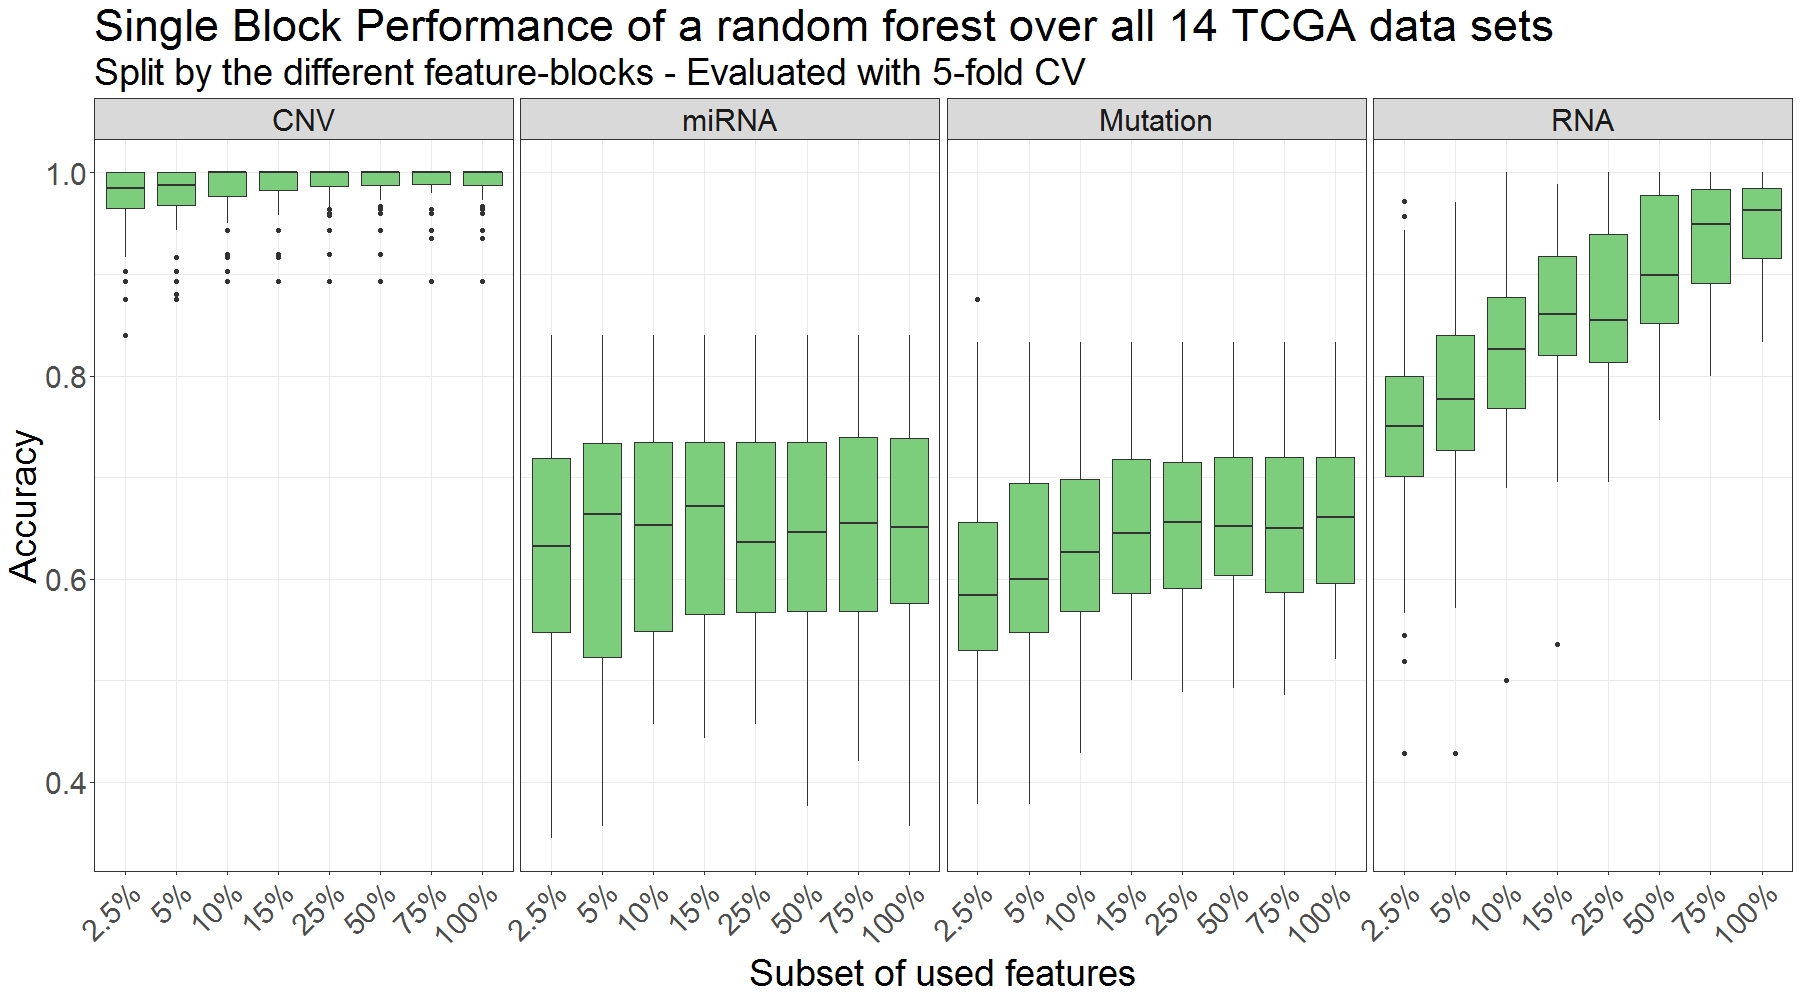 Single Block Performance of a random forest over all 14 TCGA data sets
Split by the different feature-blocks - Evaluated with 5-fold CV
CNV
miRNA
Mutation
RNA
Accuracy
1.0
0.8
0.6
0.4
2.5% 5% 10% 15% 25% 50% 75% 100%
2.5% 5% 10% 15% 25% 50% 75% 100%
2.5% 5% 10% 15% 25% 50% 75% 100%
2.5% 5% 10% 15% 25% 50% 75% 100%
Subset of used features